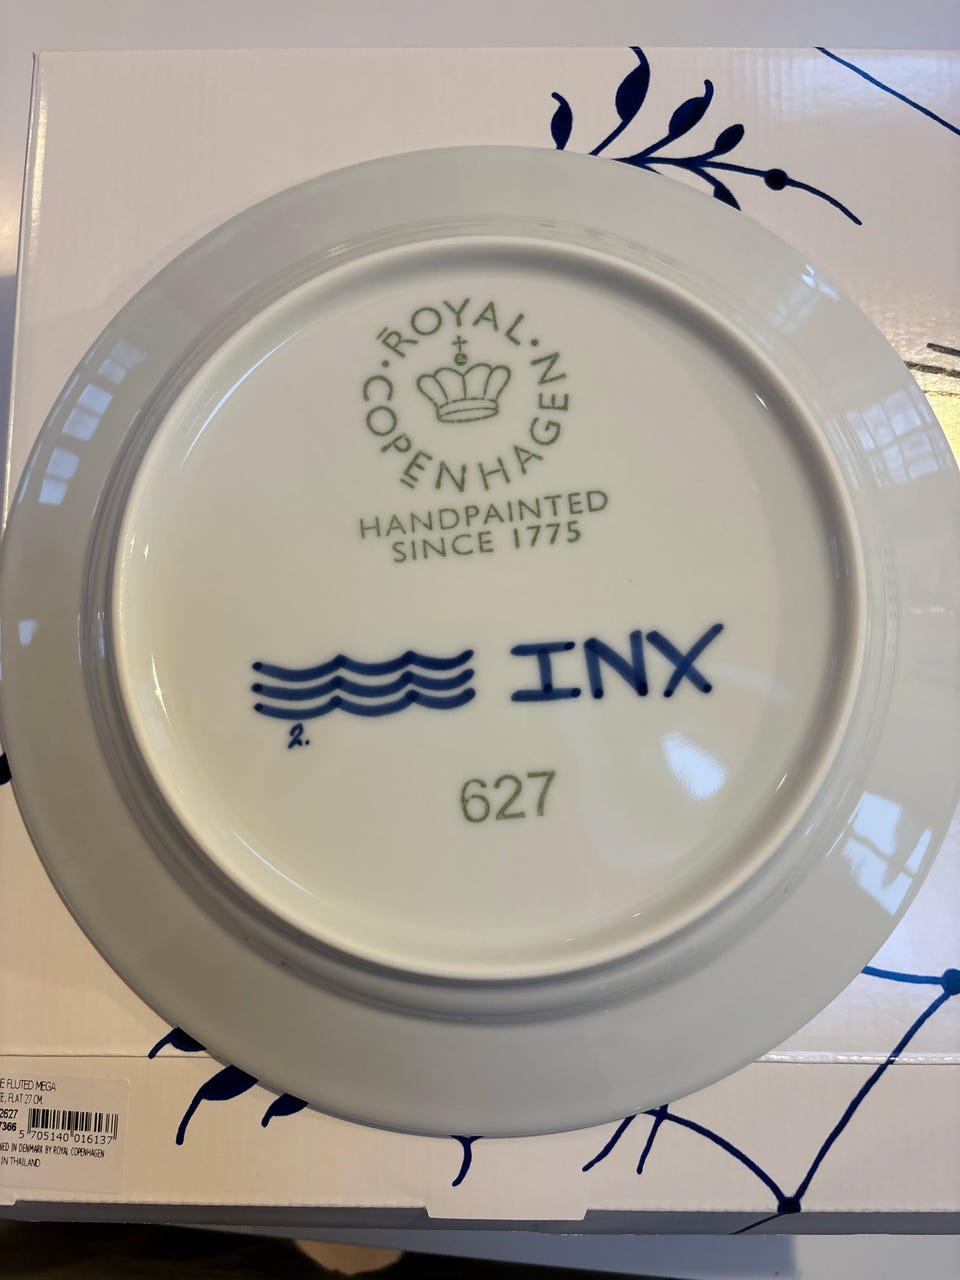 ROYAL
COPENHAGEN
HANDPAINTED
SINCE 1775
INX
2.
627
FLUTED MEGA
FLAT 27 CM.
2627
7366
5 705140 016137
IN DENMARK BY ROYAL COPENHAGEN
IN THAILAND